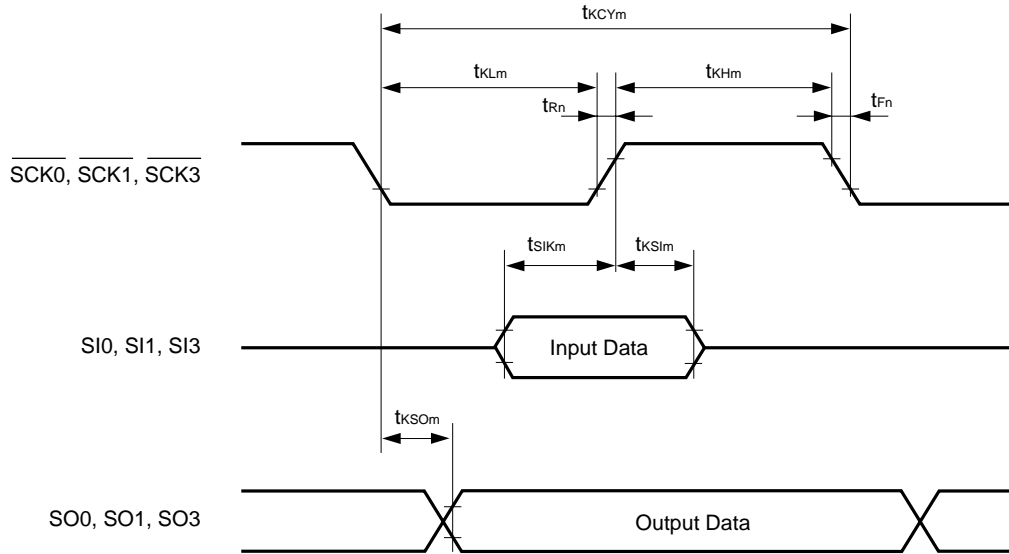 tKCYm
tKLm
tKHm
tRn
tFn
SCK0, SCK1, SCK3
tSIKm
tKSIm
SI0, SI1, SI3
Input Data
tKSOm
SO0, SO1, SO3
Output Data